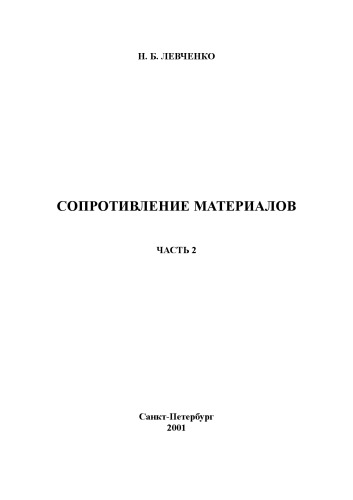 Н. Б. ЛЕВЧЕНКО
СОПРОТИВЛЕНИЕ МАТЕРИАЛОВ
ЧАСТЬ 2
Санкт-Петербург
2001